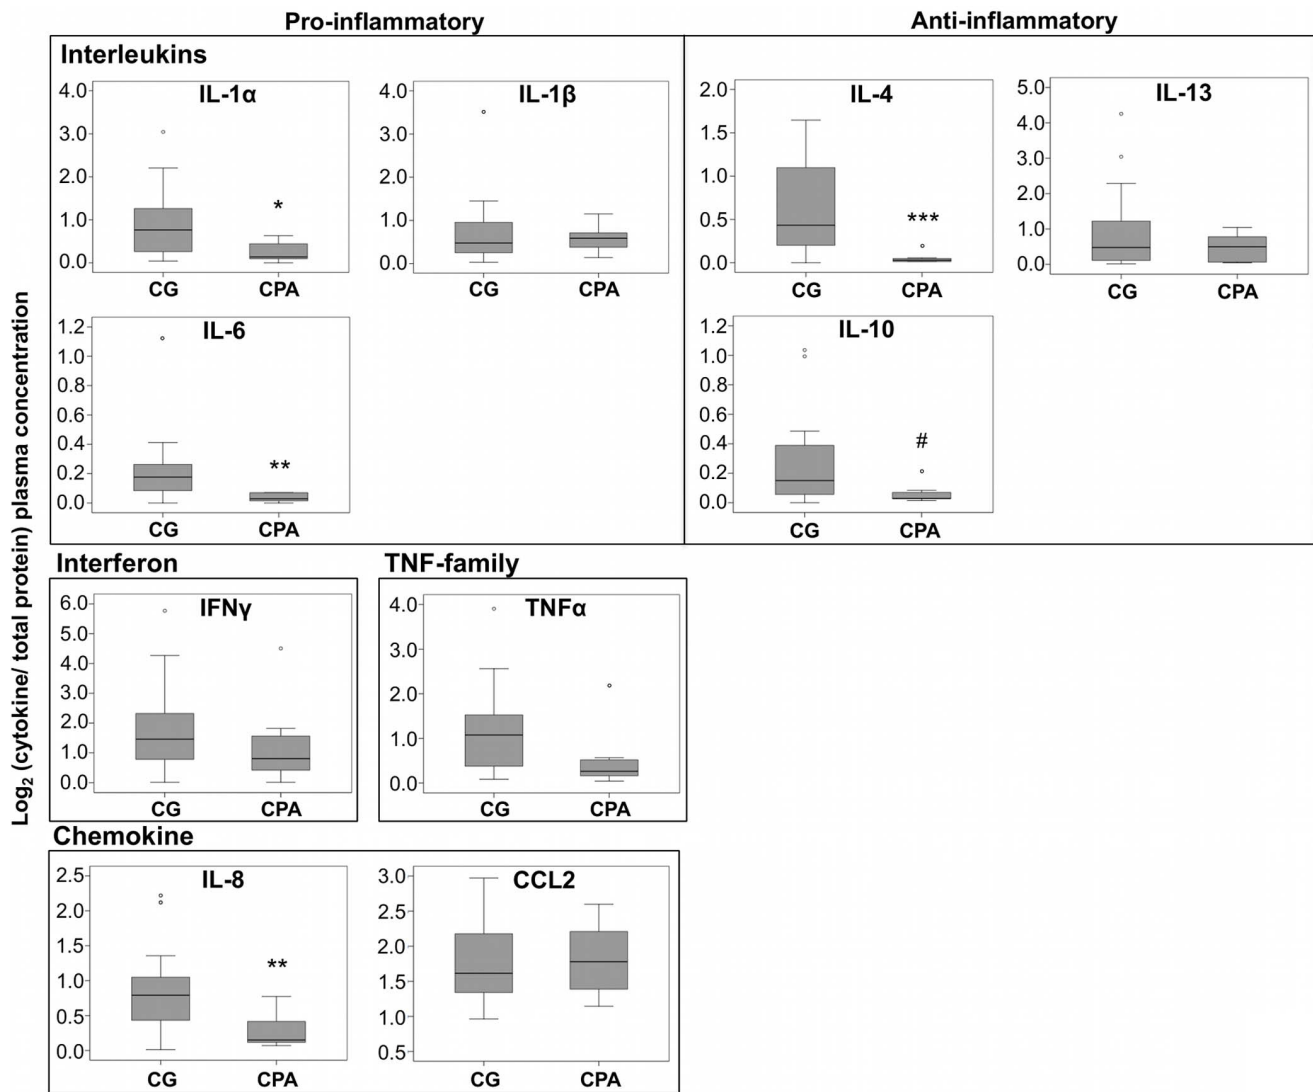 Pro-inflammatory
Anti-inflammatory
Log₂ (cytokine/ total protein) plasma concentration
Interleukins
IL-1α
4.0
3.0
2.0
1.0
0.0
CG
CPA
*
IL-1β
4.0
3.0
2.0
1.0
0.0
CG
CPA
IL-4
2.0
1.5
1.0
0.5
0.0
CG
CPA
***
IL-13
5.0
4.0
3.0
2.0
1.0
0.0
CG
CPA
IL-6
1.2
1.0
0.8
0.6
0.4
0.2
0.0
CG
CPA
**
IL-10
1.2
1.0
0.8
0.6
0.4
0.2
0.0
CG
CPA
#
Interferon
IFNγ
6.0
5.0
4.0
3.0
2.0
1.0
0.0
CG
CPA
TNF-family
TNFα
4.0
3.0
2.0
1.0
0.0
CG
CPA
Chemokine
IL-8
2.5
2.0
1.5
1.0
0.5
0.0
CG
CPA
**
CCL2
3.0
2.5
2.0
1.5
1.0
0.5
CG
CPA